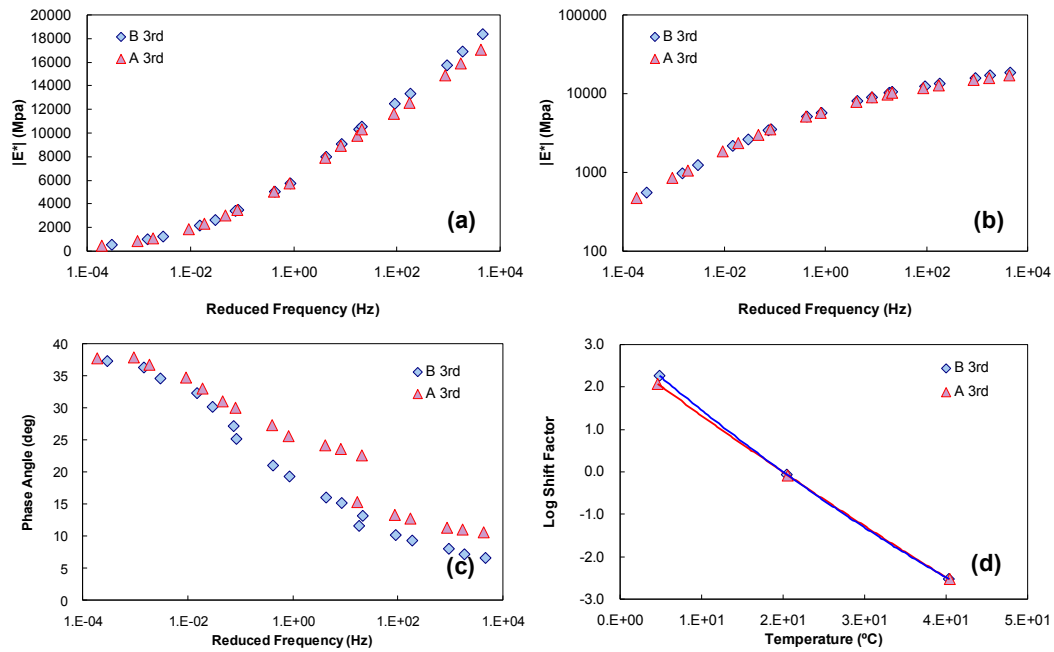 20000
18000
16000
14000
12000
10000
8000
6000
4000
2000
0
|E*| (Mpa)
B 3rd
A 3rd
(a)
1.E-04 1.E-02 1.E+00 1.E+02 1.E+04
Reduced Frequency (Hz)
100000
10000
1000
100
|E*| (Mpa)
B 3rd
A 3rd
(b)
1.E-04 1.E-02 1.E+00 1.E+02 1.E+04
Reduced Frequency (Hz)
40
35
30
25
20
15
10
5
0
Phase Angle (deg)
B 3rd
A 3rd
(c)
1.E-04 1.E-02 1.E+00 1.E+02 1.E+04
Reduced Frequency (Hz)
3.0
2.0
1.0
0.0
-1.0
-2.0
-3.0
Log Shift Factor
B 3rd
A 3rd
(d)
0.E+00 1.E+01 2.E+01 3.E+01 4.E+01 5.E+01
Temperature (ºC)